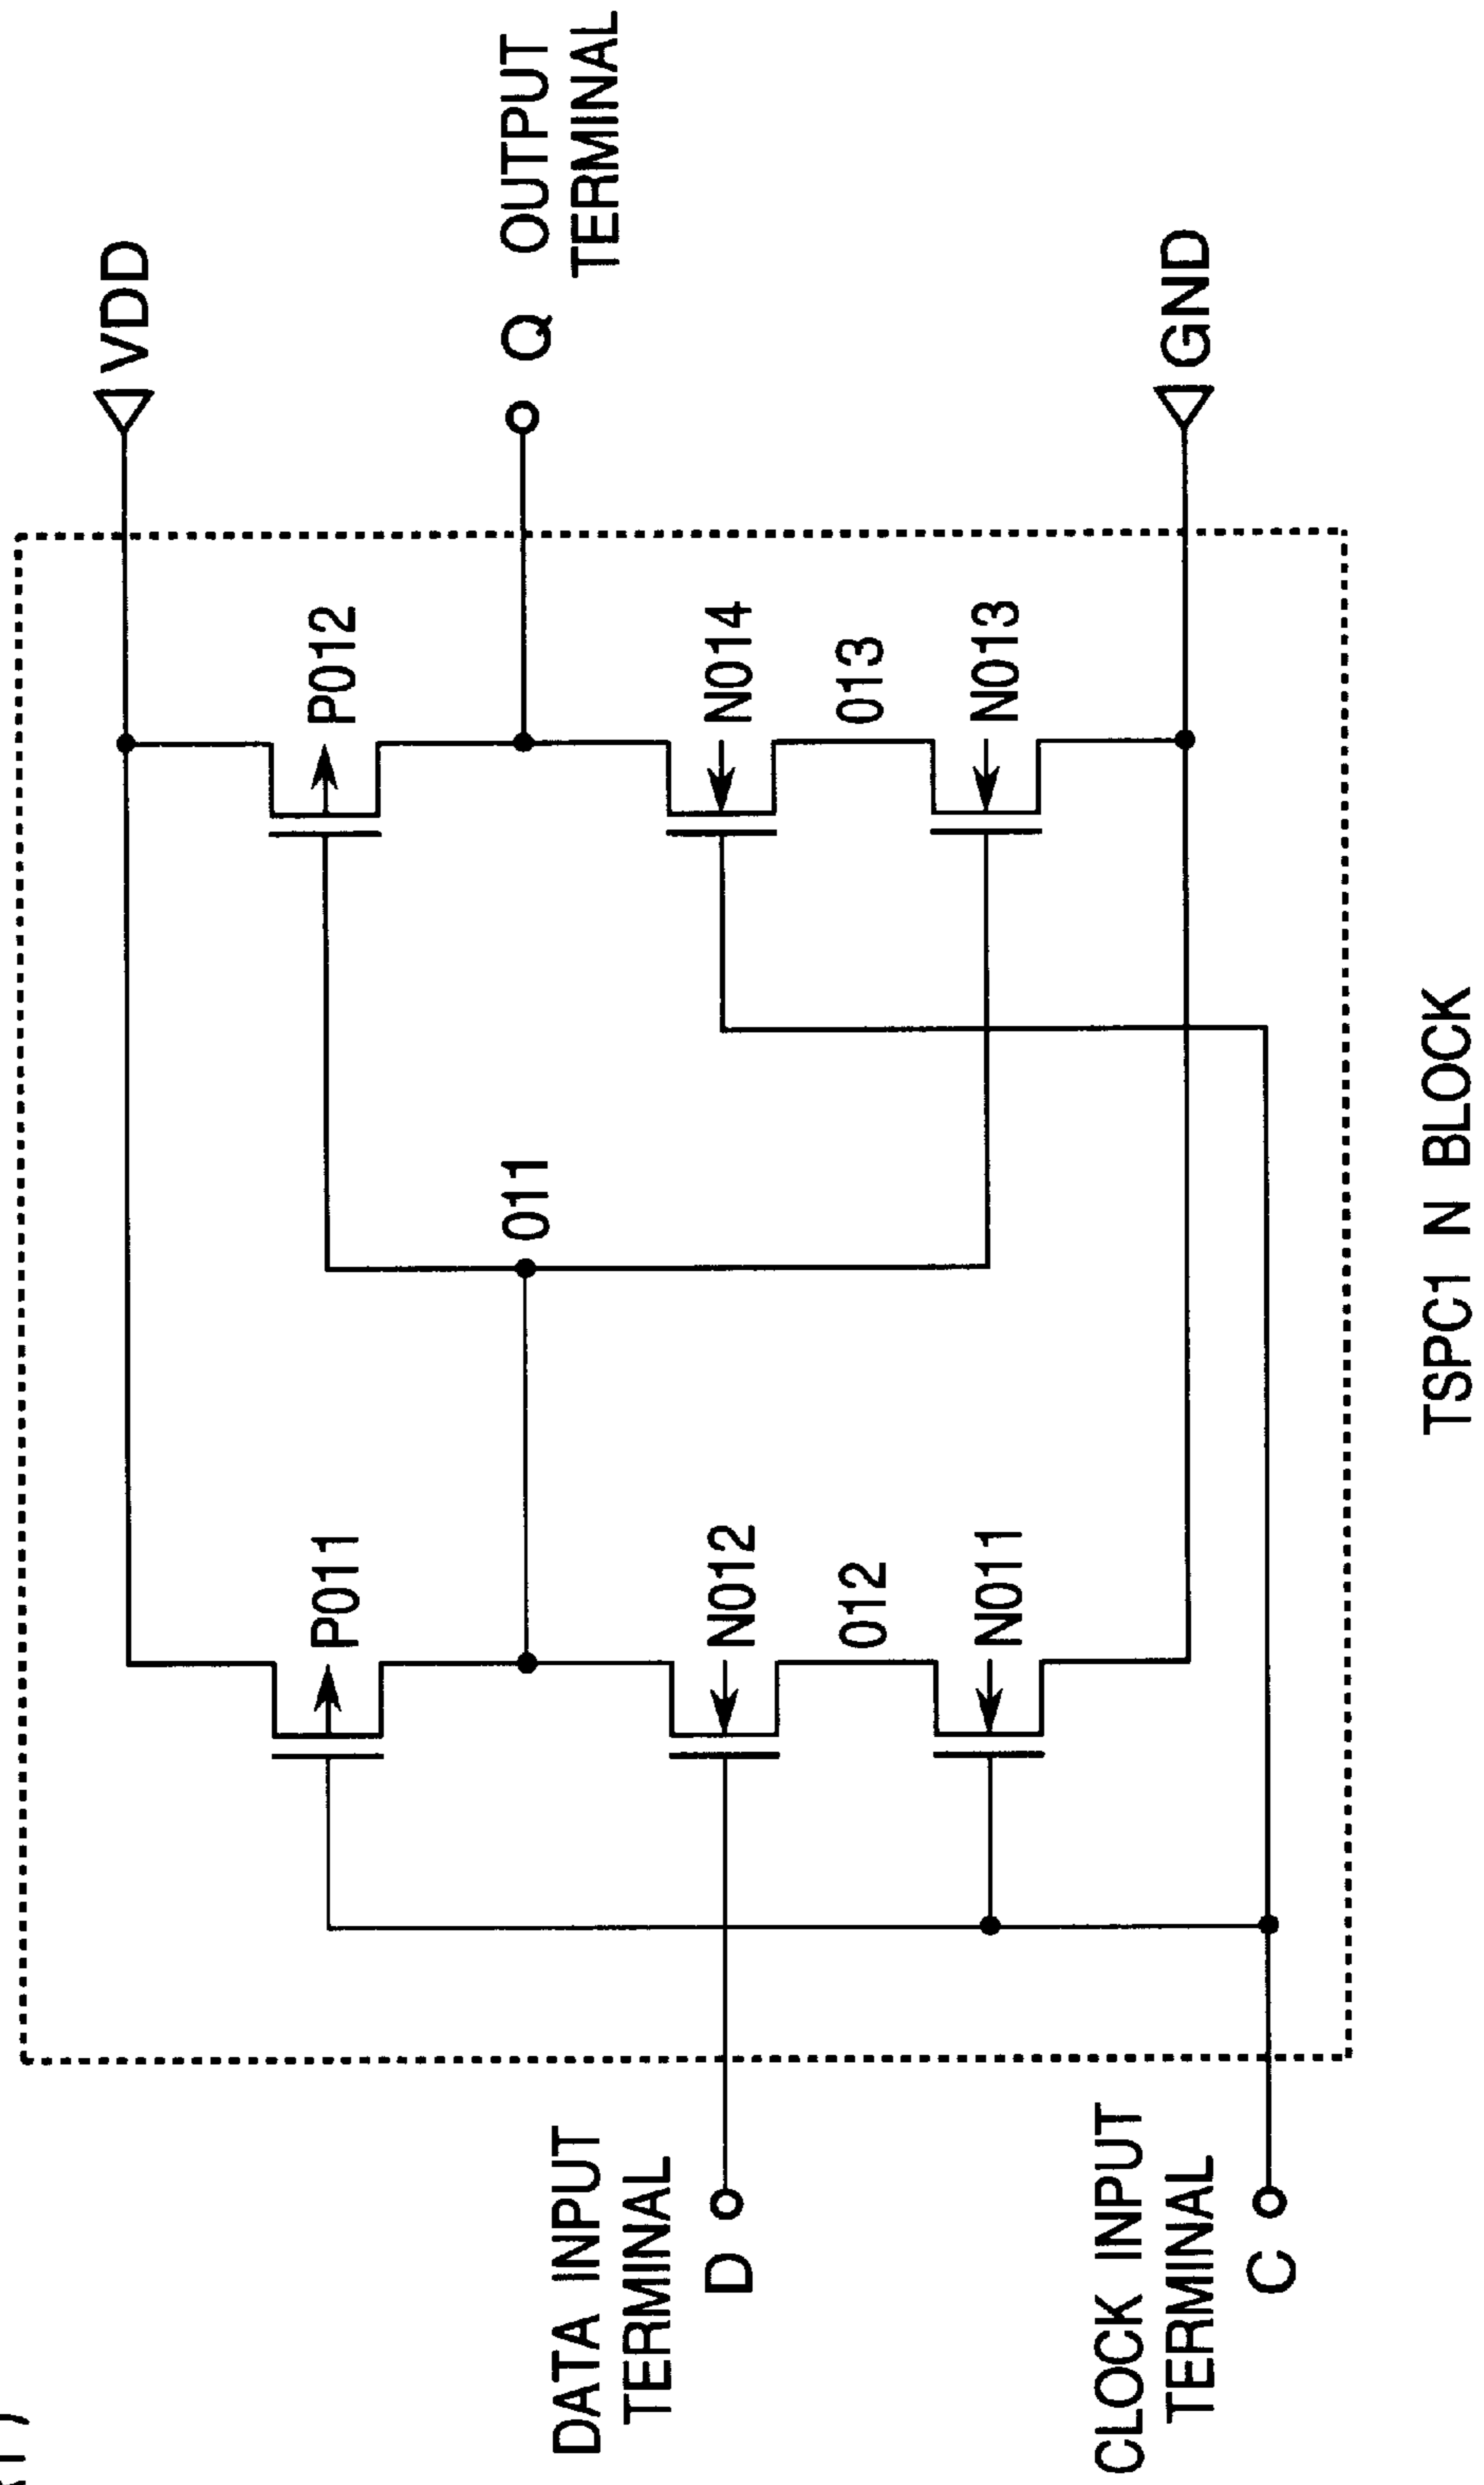 VDD
P011
P012
Q OUTPUT
TERMINAL
011
DATA INPUT
TERMINAL
D
N012
N014
012
013
N011
N013
CLOCK INPUT
TERMINAL
C
GND
TSPC1 N BLOCK